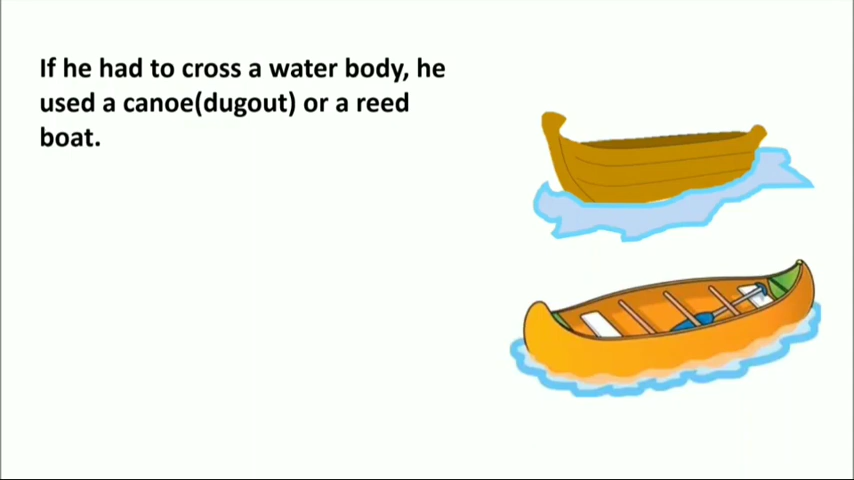 If he had to cross a water body, he
used a canoe(dugout) or a reed
boat.